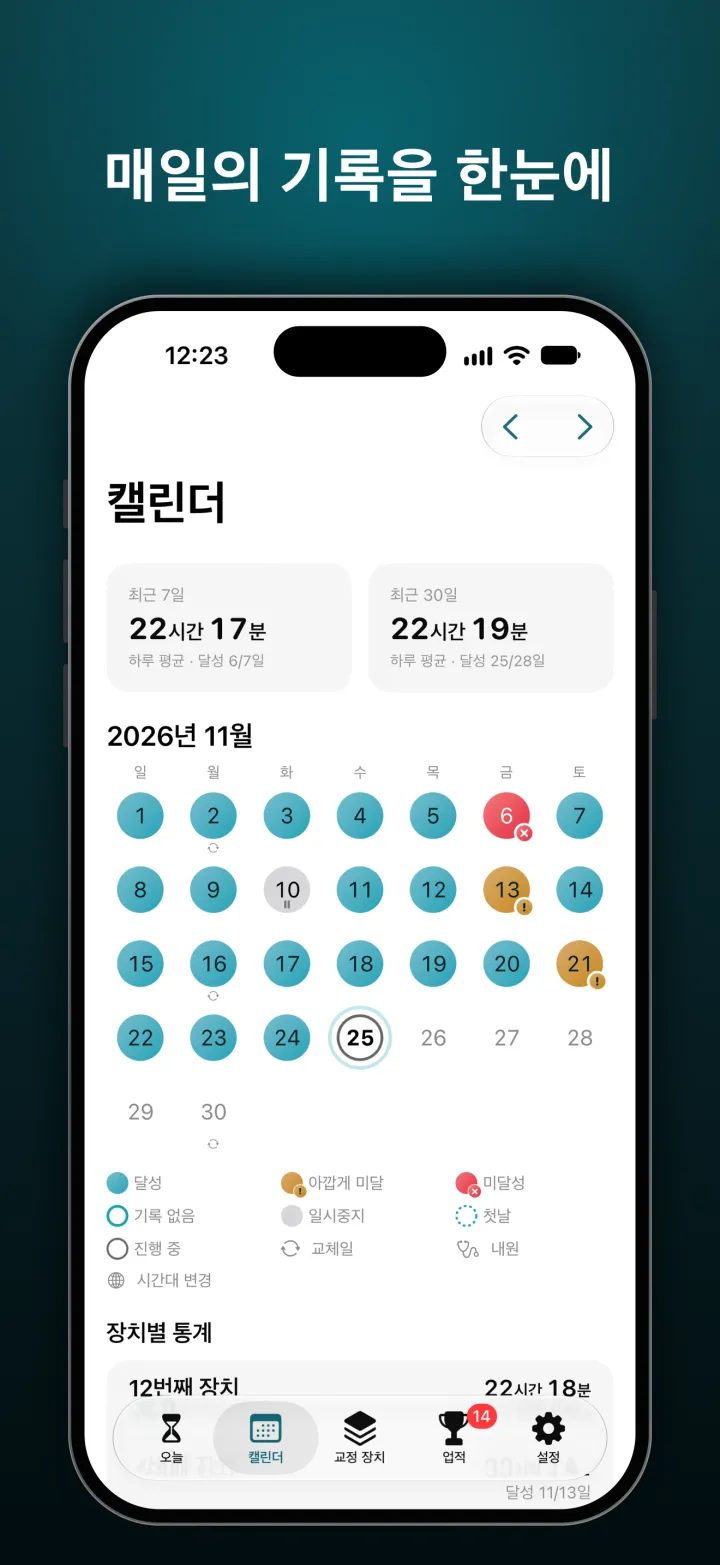 매일의 기록을 한눈에
12:23
캘린더
최근 7일
22시간 17분
하루 평균 · 달성 6/7일
최근 30일
22시간 19분
하루 평균 · 달성 25/28일
2026년 11월
일 월 화 수 목 금 토
1 2 3 4 5 6 7
8 9 10 11 12 13 14
15 16 17 18 19 20 21
22 23 24 25 26 27 28
29 30
달성 아깝게 미달 미달성
기록 없음 일시중지 첫날
진행 중 교체일 내원
시간대 변경
장치별 통계
12번째 장치 22시간 18분
14
오늘 캘린더 교정 장치 업적 설정
달성 11/13일